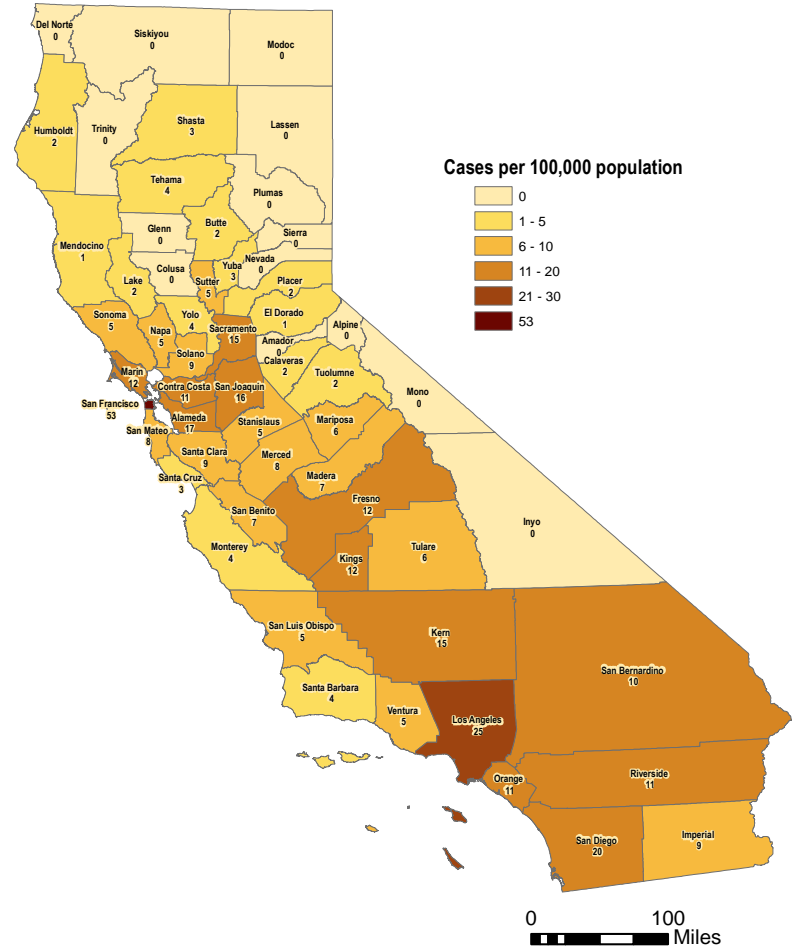 Del Norte
0
Siskiyou
0
Modoc
0
Humboldt
2
Trinity
0
Shasta
3
Lassen
0
Cases per 100,000 population
0
1 - 5
6 - 10
11 - 20
21 - 30
53
Tehama
4
Plumas
0
Glenn
0
Butte
2
Sierra
0
Mendocino
1
Colusa
0
Yuba
3
Nevada
0
Lake
2
Sutter
5
Placer
2
Sonoma
5
Napa
5
Yolo
4
El Dorado
1
Sacramento
15
Alpine
0
Amador
0
Solano
9
Calaveras
2
Tuolumne
2
Marin
12
Contra Costa
11
San Joaquin
16
Mono
0
San Francisco
53
Alameda
17
Stanislaus
5
Mariposa
6
San Mateo
8
Santa Clara
9
Merced
8
Madera
7
Santa Cruz
3
San Benito
7
Fresno
12
Inyo
0
Monterey
4
Kings
12
Tulare
6
San Luis Obispo
5
Kern
15
San Bernardino
10
Santa Barbara
4
Ventura
5
Los Angeles
25
Orange
11
Riverside
11
San Diego
20
Imperial
9
0 100
Miles